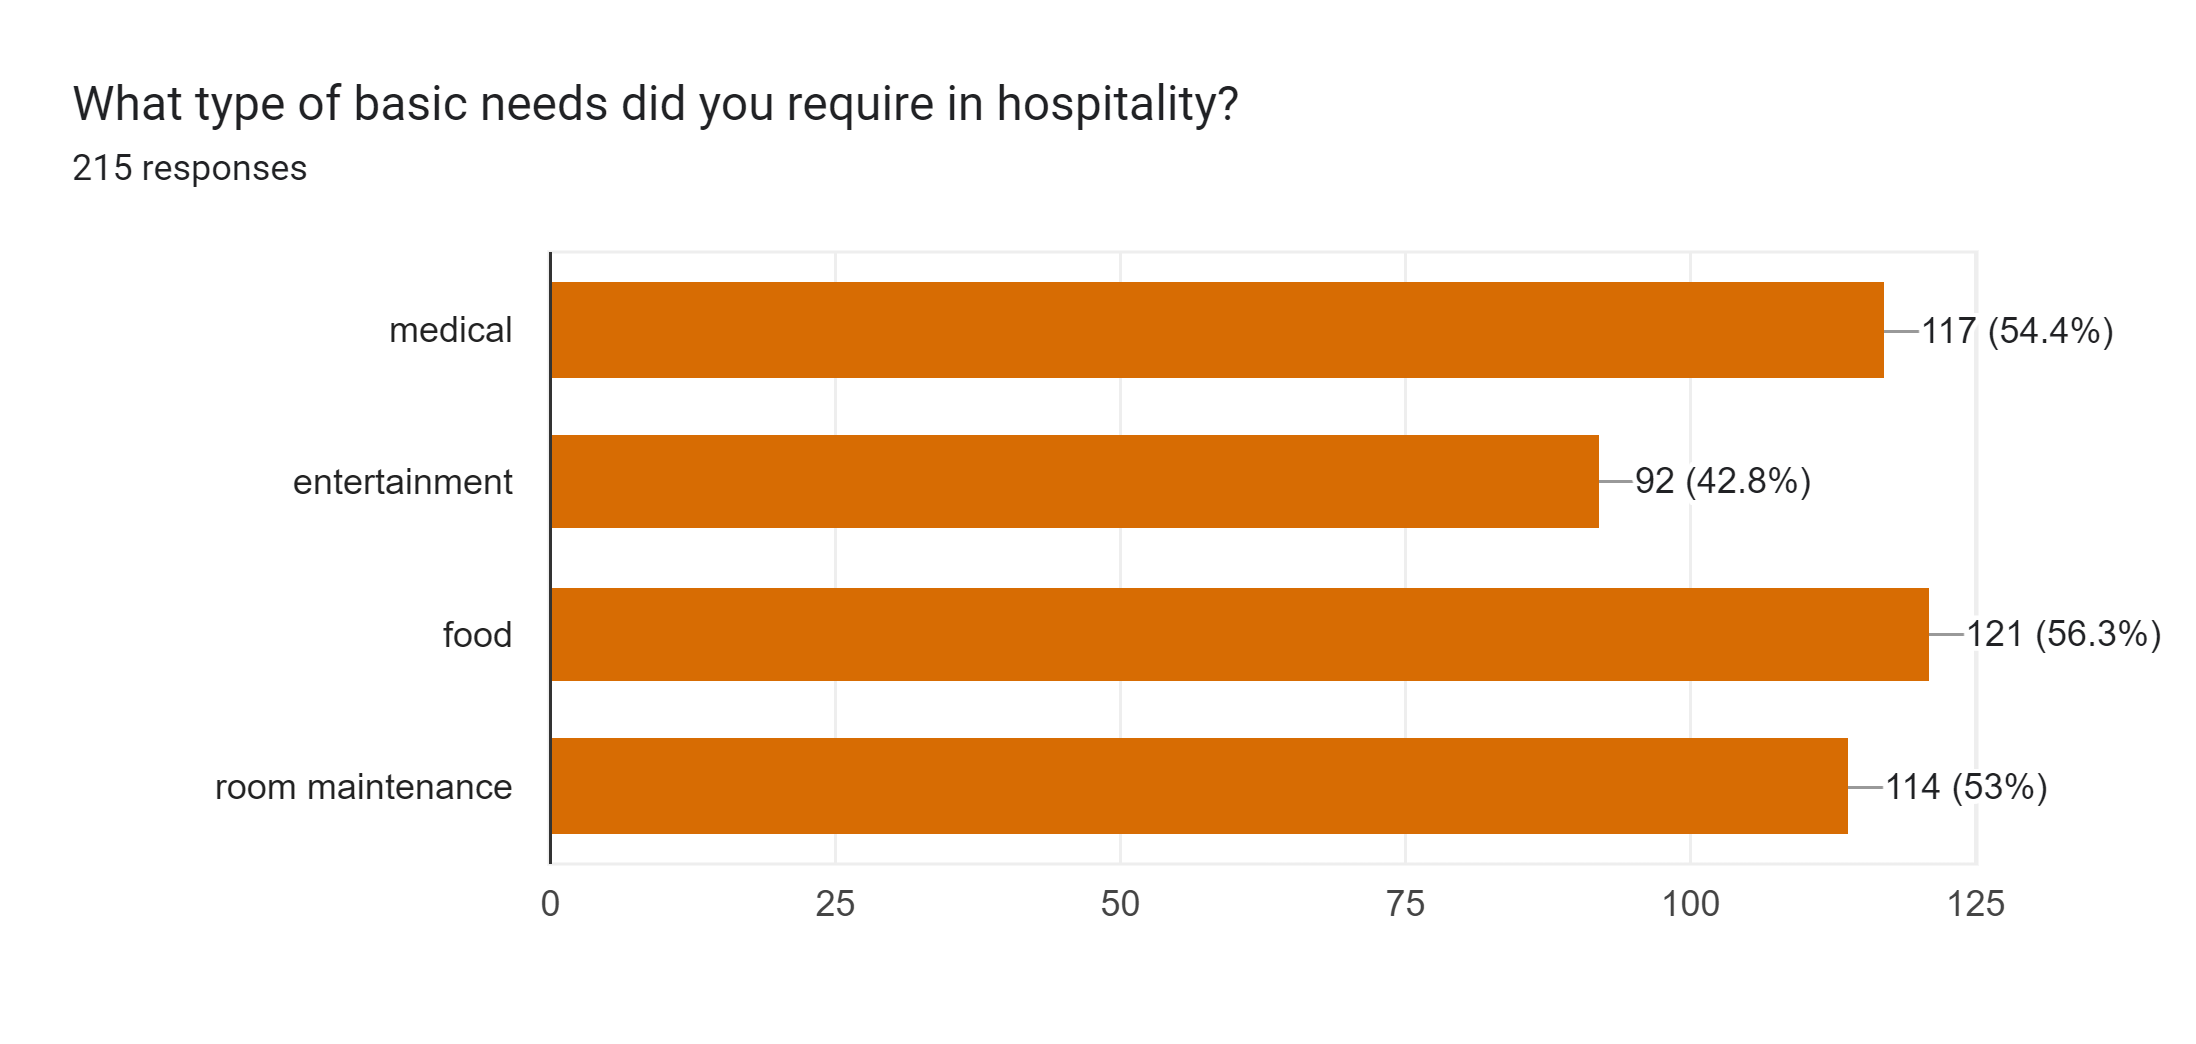 What type of basic needs did you require in hospitality?
215 responses
medical
117 (54.4%)
entertainment
92 (42.8%)
food
121 (56.3%)
room maintenance
114 (53%)
0 25 50 75 100 125